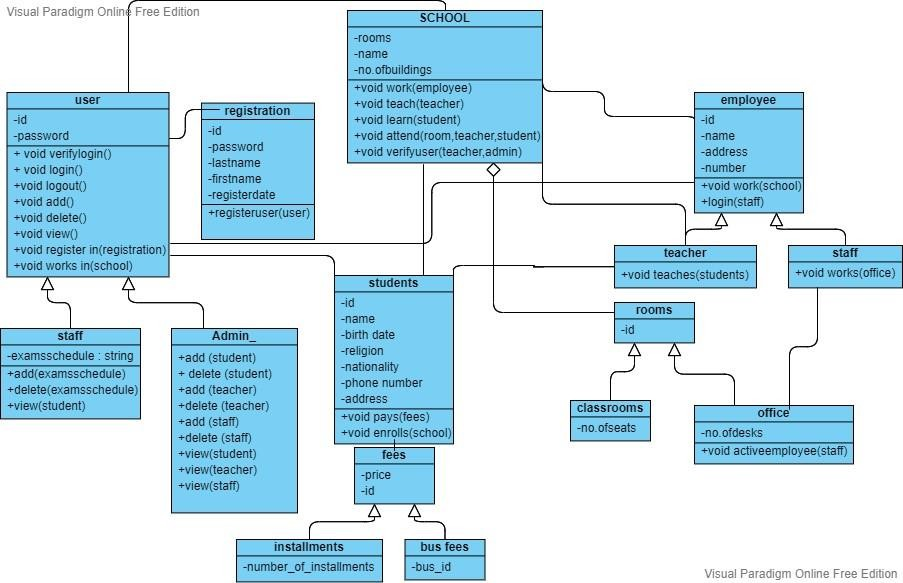 Visual Paradigm Online Free Edition
SCHOOL
-rooms
-name
-no.ofbuildings
+void work(employee)
+void teach(teacher)
+void learn(student)
+void attend(room,teacher,student)
+void verifyuser(teacher,admin)
user
-id
-password
+ void verifylogin()
+ void login()
+void logout()
+void add()
+void delete()
+void view()
+void register in(registration)
+void works in(school)
registration
-id
-password
-lastname
-firstname
-registerdate
+registeruser(user)
employee
-id
-name
-address
-number
+void work(school)
+login(staff)
teacher
+void teaches(students)
staff
+void works(office)
students
-id
-name
-birth date
-religion
-nationality
-phone number
-address
+void pays(fees)
+void enrolls(school)
rooms
-id
staff
-examsschedule : string
+add(examsschedule)
+delete(examsschedule)
+view(student)
Admin_
+add (student)
+ delete (student)
+add (teacher)
+delete (teacher)
+add (staff)
+delete (staff)
+view(student)
+view(teacher)
+view(staff)
classrooms
-no.ofseats
office
-no.ofdesks
+void activeemployee(staff)
fees
-price
-id
installments
-number_of_installments
bus fees
-bus_id
Visual Paradigm Online Free Edition